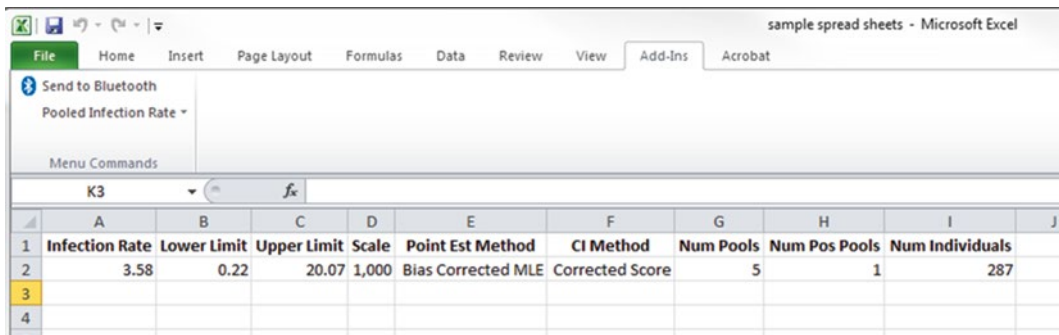 sample spread sheets - Microsoft Excel
File Home Insert Page Layout Formulas Data Review View Add-Ins Acrobat
Send to Bluetooth
Pooled Infection Rate
Menu Commands
K3 fx
A B C D E F G H I J
1 Infection Rate Lower Limit Upper Limit Scale Point Est Method CI Method Num Pools Num Pos Pools Num Individuals
2 3.58 0.22 20.07 1,000 Bias Corrected MLE Corrected Score 5 1 287
3
4